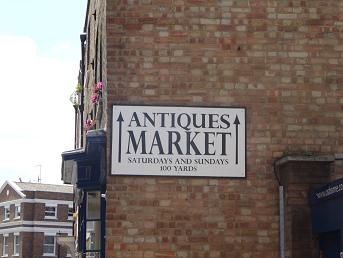 ANTIQUES
MARKET
SATURDAYS AND SUNDAYS
100 YARDS